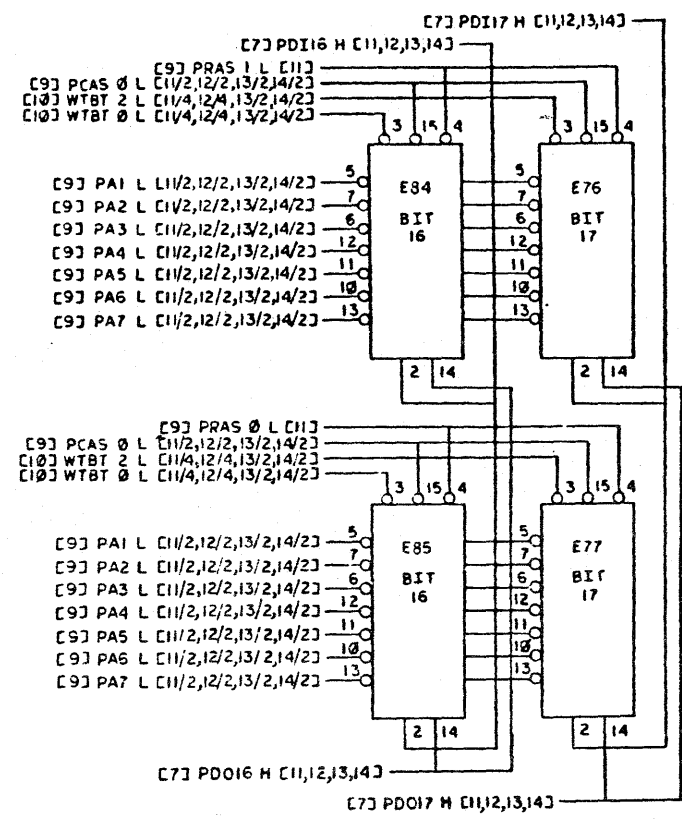 [7] PDI17 H [11,12,13,14]
[7] PDI16 H [11,12,13,14]
[9] PRAS 1 L [11]
[9] PCAS Ø L [11/2,12/2,13/2,14/2]
[10] WTBT 2 L [11/4,12/4,13/2,14/2]
[10] WTBT Ø L [11/4,12/4,13/2,14/2]
3 15 4 3 15 4
[9] PA1 L [11/2,12/2,13/2,14/2] 5 E84 5 E76
[9] PA2 L [11/2,12/2,13/2,14/2] 7 BIT 7 BIT
[9] PA3 L [11/2,12/2,13/2,14/2] 6 16 6 17
[9] PA4 L [11/2,12/2,13/2,14/2] 12 12
[9] PA5 L [11/2,12/2,13/2,14/2] 11 11
[9] PA6 L [11/2,12/2,13/2,14/2] 1Ø 1Ø
[9] PA7 L [11/2,12/2,13/2,14/2] 13 13
2 14 2 14
[9] PRAS Ø L [11]
[9] PCAS Ø L [11/2,12/2,13/2,14/2]
[10] WTBT 2 L [11/4,12/4,13/2,14/2]
[10] WTBT Ø L [11/4,12/4,13/2,14/2]
3 15 4 3 15 4
[9] PA1 L [11/2,12/2,13/2,14/2] 5 E85 5 E77
[9] PA2 L [11/2,12/2,13/2,14/2] 7 BIT 7 BIT
[9] PA3 L [11/2,12/2,13/2,14/2] 6 16 6 17
[9] PA4 L [11/2,12/2,13/2,14/2] 12 12
[9] PA5 L [11/2,12/2,13/2,14/2] 11 11
[9] PA6 L [11/2,12/2,13/2,14/2] 1Ø 1Ø
[9] PA7 L [11/2,12/2,13/2,14/2] 13 13
2 14 2 14
[7] PDO16 H [11,12,13,14]
[7] PDO17 H [11,12,13,14]